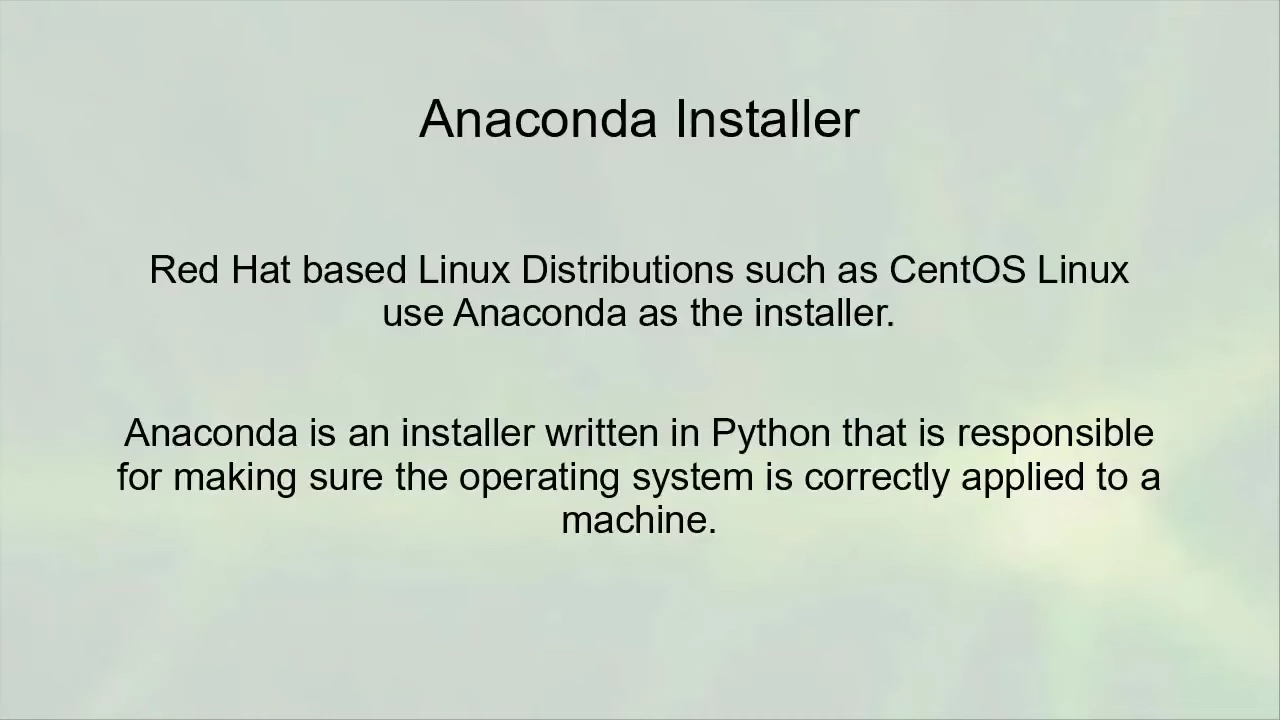 Anaconda Installer
Red Hat based Linux Distributions such as CentOS Linux
use Anaconda as the installer.
Anaconda is an installer written in Python that is responsible
for making sure the operating system is correctly applied to a
machine.